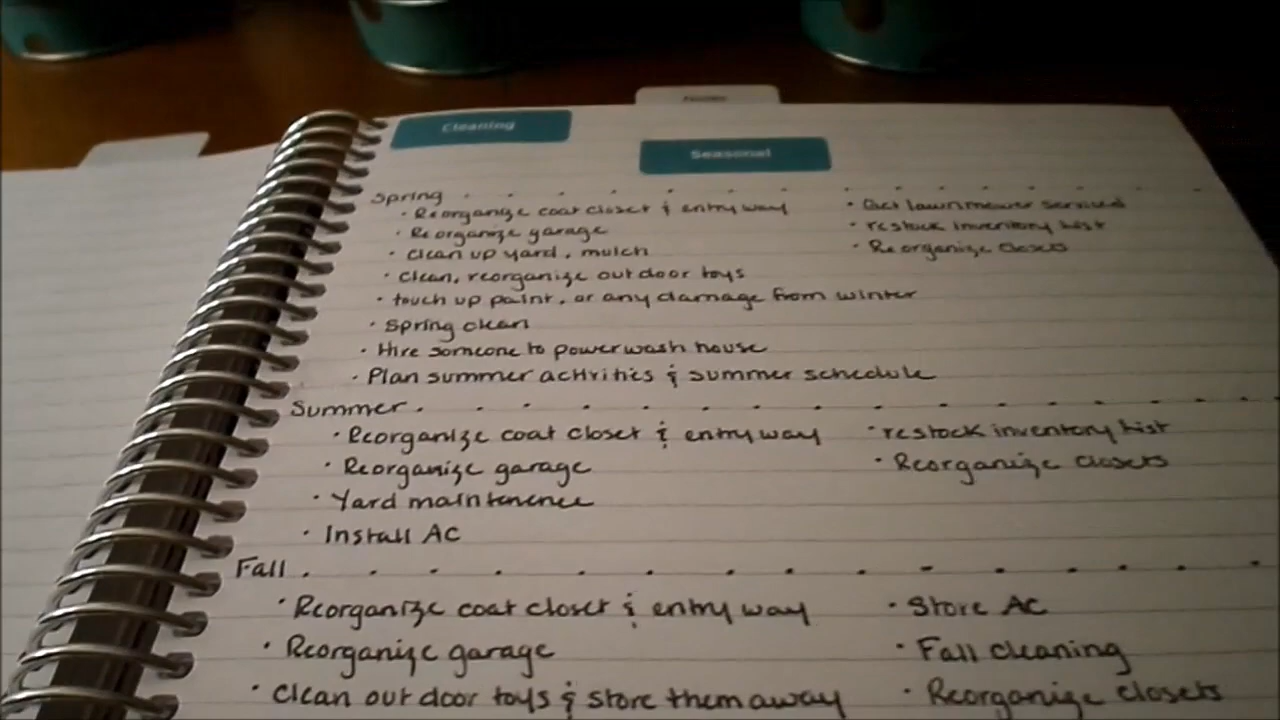 Cleaning
Seasonal
Spring
• Reorganize coat closet & entryway
• Reorganize garage
• clean up yard, mulch
• clean, reorganize outdoor toys
• touch up paint, or any damage from winter
• Spring clean
• Hire someone to powerwash house
• Plan summer activities & summer schedule
• Get lawnmower serviced
• restock inventory list
• Reorganize closets
Summer
• Reorganize coat closet & entryway
• Reorganize garage
• Yard maintenence
• Install AC
• restock inventory list
• Reorganize closets
Fall
• Reorganize coat closet & entry way
• Reorganize garage
• clean outdoor toys & store them away
• Store AC
• Fall cleaning
• Reorganize closets